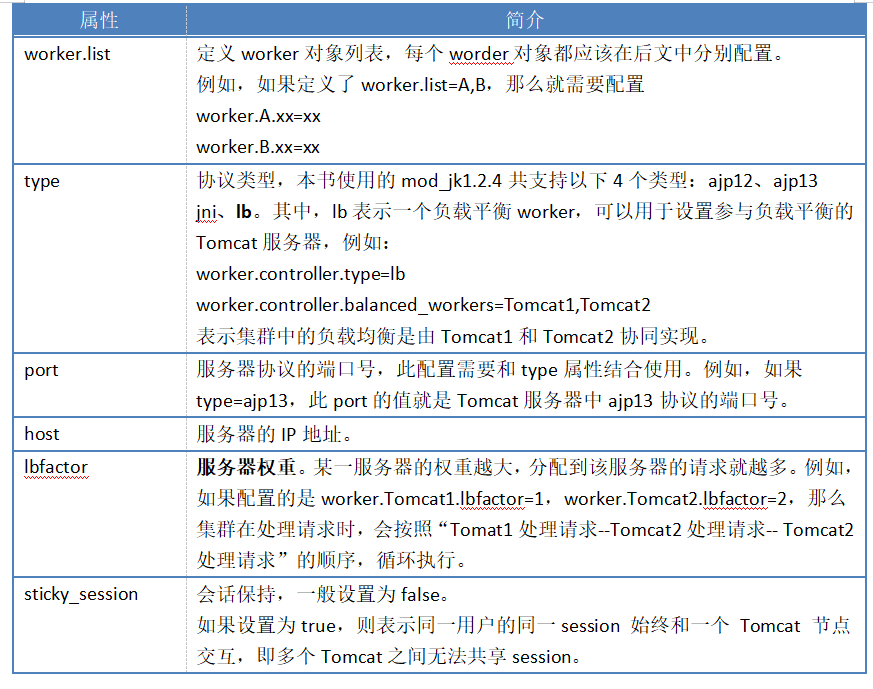 属性 简介
worker.list 定义 worker 对象列表，每个 worder 对象都应该在后文中分别配置。
例如，如果定义了 worker.list=A,B，那么就需要配置
worker.A.xx=xx
worker.B.xx=xx
type 协议类型，本书使用的 mod_jk1.2.4 共支持以下 4 个类型：ajp12、ajp13
jni、lb。其中，lb 表示一个负载平衡 worker，可以用于设置参与负载平衡的
Tomcat 服务器，例如：
worker.controller.type=lb
worker.controller.balanced_workers=Tomcat1,Tomcat2
表示集群中的负载均衡是由 Tomcat1 和 Tomcat2 协同实现。
port 服务器协议的端口号，此配置需要和 type 属性结合使用。例如，如果
type=ajp13，此 port 的值就是 Tomcat 服务器中 ajp13 协议的端口号。
host 服务器的 IP 地址。
lbfactor 服务器权重。某一服务器的权重越大，分配到该服务器的请求就越多。例如，
如果配置的是 worker.Tomcat1.lbfactor=1，worker.Tomcat2.lbfactor=2，那么
集群在处理请求时，会按照“Tomat1 处理请求--Tomcat2 处理请求-- Tomcat2
处理请求”的顺序，循环执行。
sticky_session 会话保持，一般设置为 false。
如果设置为 true，则表示同一用户的同一 session 始终和一个 Tomcat 节点
交互，即多个 Tomcat 之间无法共享 session。